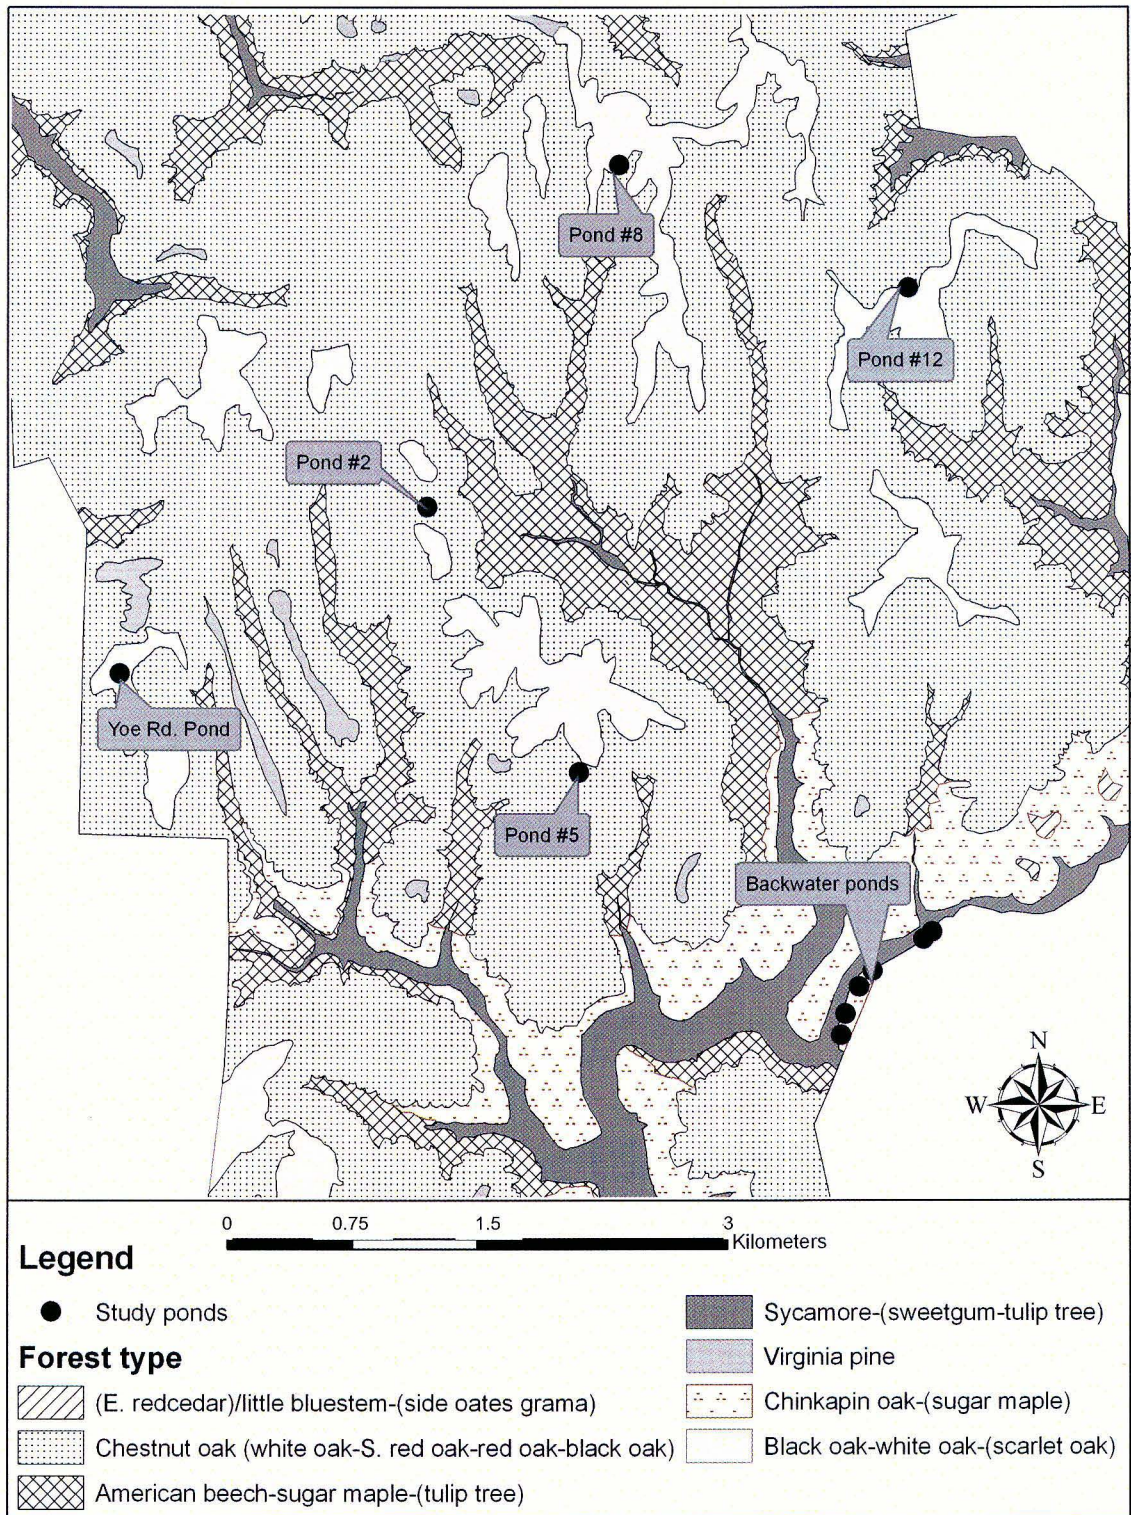 Pond #8
Pond #12
Pond #2
Yoe Rd. Pond
Pond #5
Backwater ponds
N
W E
S
0 0.75 1.5 3
Kilometers
Legend
Study ponds
Forest type
(E. redcedar)/little bluestem-(side oates grama)
Chestnut oak (white oak-S. red oak-red oak-black oak)
American beech-sugar maple-(tulip tree)
Sycamore-(sweetgum-tulip tree)
Virginia pine
Chinkapin oak-(sugar maple)
Black oak-white oak-(scarlet oak)